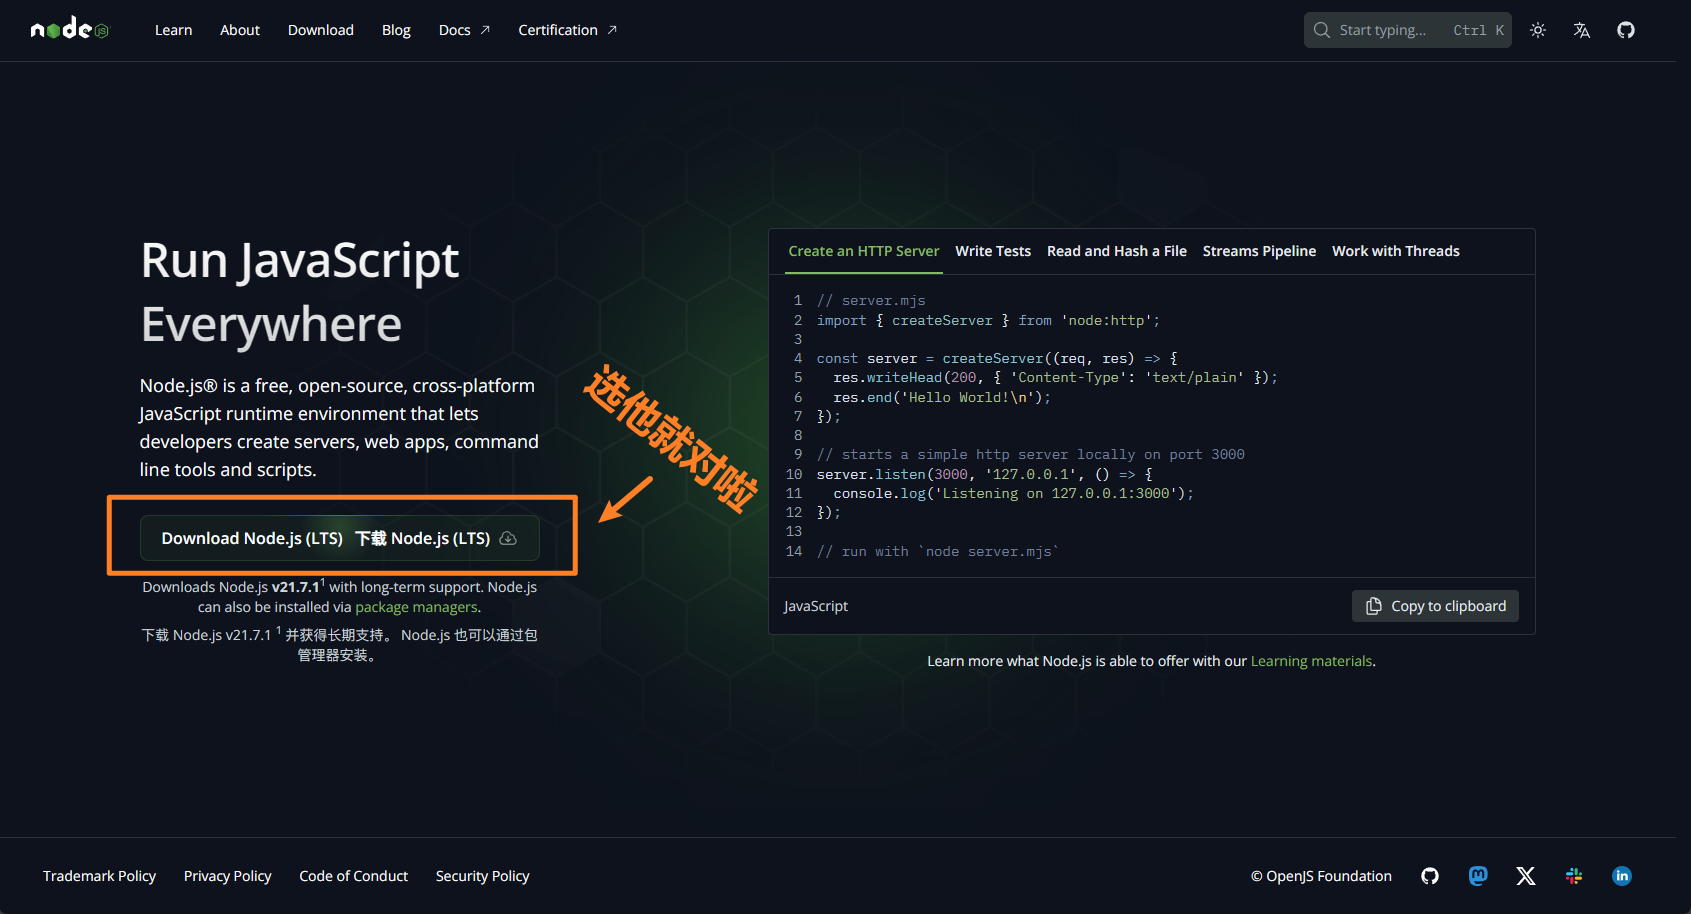 node JS
Learn About Download Blog Docs Certification Start typing... Ctrl K
Run JavaScript
Everywhere
Node.js® is a free, open-source, cross-platform
JavaScript runtime environment that lets
developers create servers, web apps, command
line tools and scripts.
选他就对啦
Download Node.js (LTS) 下载 Node.js (LTS)
Downloads Node.js v21.7.1¹ with long-term support. Node.js
can also be installed via package managers.
下载 Node.js v21.7.1 ¹ 并获得长期支持。 Node.js 也可以通过包
管理器安装。
Create an HTTP Server Write Tests Read and Hash a File Streams Pipeline Work with Threads
1 // server.mjs
2 import { createServer } from 'node:http';
3
4 const server = createServer((req, res) => {
5   res.writeHead(200, { 'Content-Type': 'text/plain' });
6   res.end('Hello World!\n');
7 });
8
9 // starts a simple http server locally on port 3000
10 server.listen(3000, '127.0.0.1', () => {
11   console.log('Listening on 127.0.0.1:3000');
12 });
13
14 // run with `node server.mjs`
JavaScript Copy to clipboard
Learn more what Node.js is able to offer with our Learning materials.
Trademark Policy Privacy Policy Code of Conduct Security Policy © OpenJS Foundation